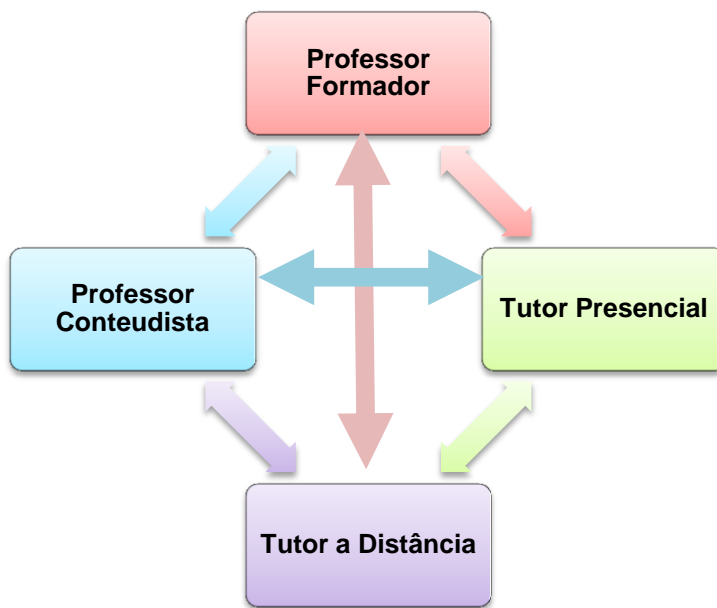 Professor
Formador
Professor
Conteudista
Tutor Presencial
Tutor a Distância